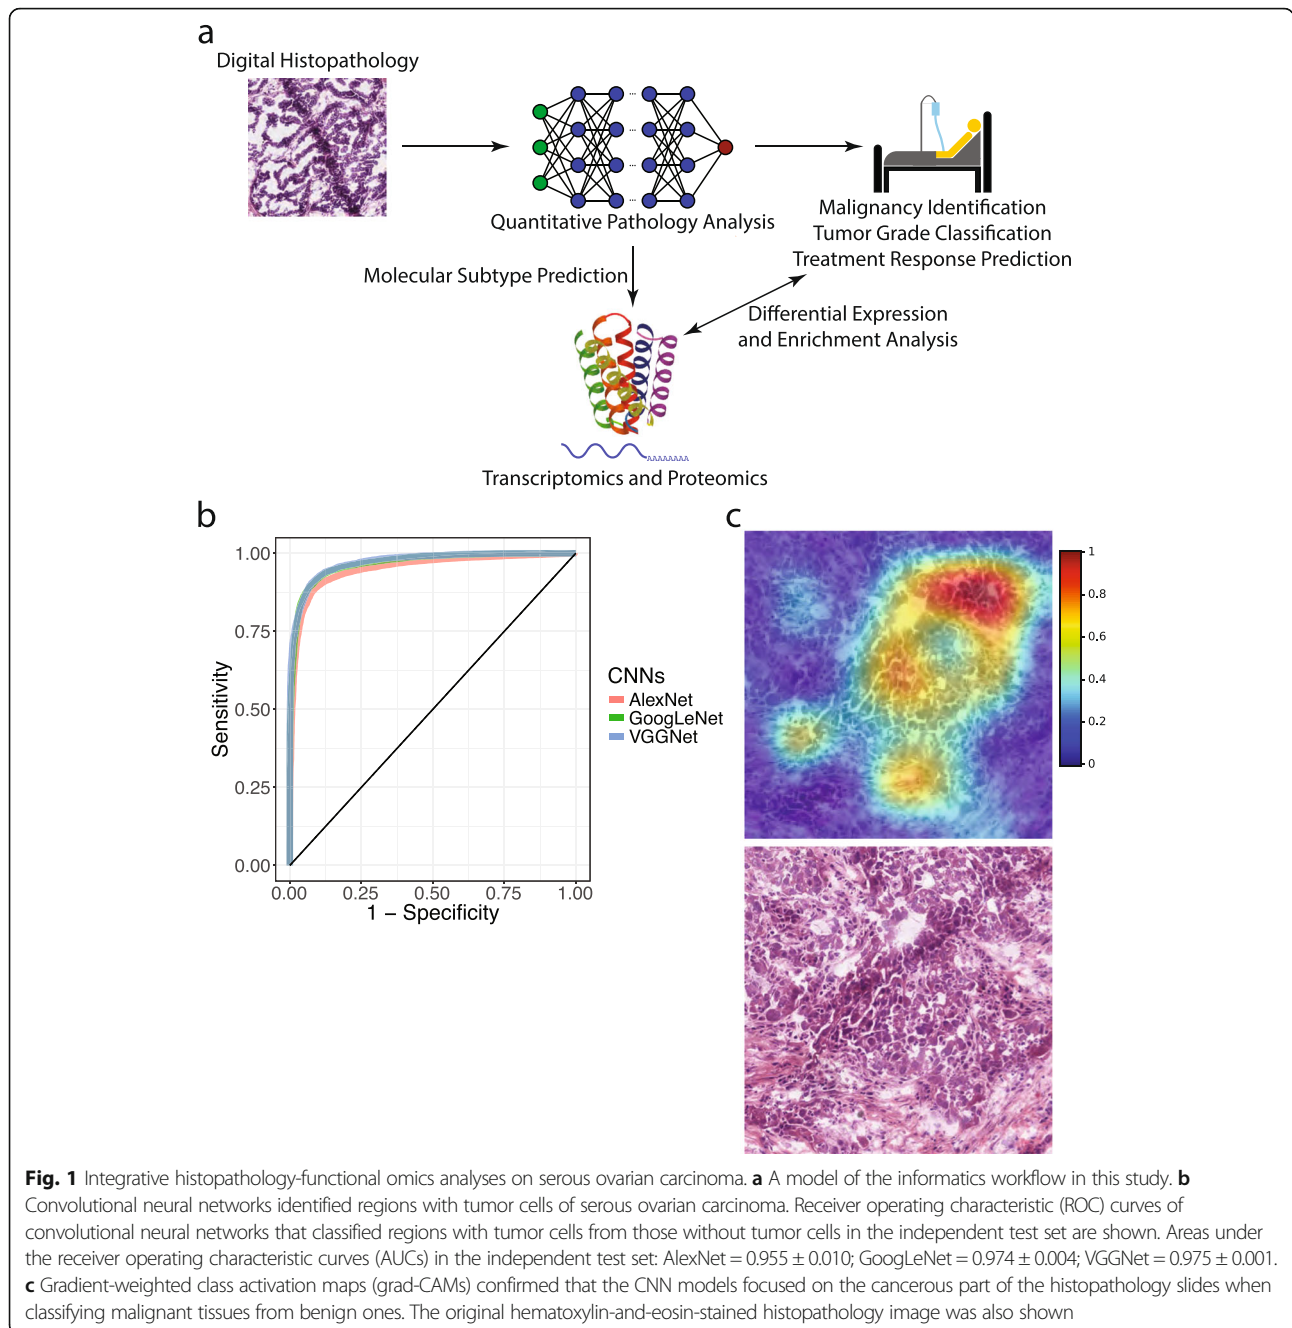 a
Digital Histopathology
Quantitative Pathology Analysis
Malignancy Identification
Tumor Grade Classification
Treatment Response Prediction
Molecular Subtype Prediction
Differential Expression
and Enrichment Analysis
AAAAAAAA
Transcriptomics and Proteomics
b
1.00
0.75
0.50
0.25
0.00
Sensitivity
0.00 0.25 0.50 0.75 1.00
1 − Specificity
CNNs
AlexNet
GoogLeNet
VGGNet
c
1
0.8
0.6
0.4
0.2
0
Fig. 1 Integrative histopathology-functional omics analyses on serous ovarian carcinoma. a A model of the informatics workflow in this study. b
Convolutional neural networks identified regions with tumor cells of serous ovarian carcinoma. Receiver operating characteristic (ROC) curves of
convolutional neural networks that classified regions with tumor cells from those without tumor cells in the independent test set are shown. Areas under
the receiver operating characteristic curves (AUCs) in the independent test set: AlexNet = 0.955 ± 0.010; GoogLeNet = 0.974 ± 0.004; VGGNet = 0.975 ± 0.001.
c Gradient-weighted class activation maps (grad-CAMs) confirmed that the CNN models focused on the cancerous part of the histopathology slides when
classifying malignant tissues from benign ones. The original hematoxylin-and-eosin-stained histopathology image was also shown